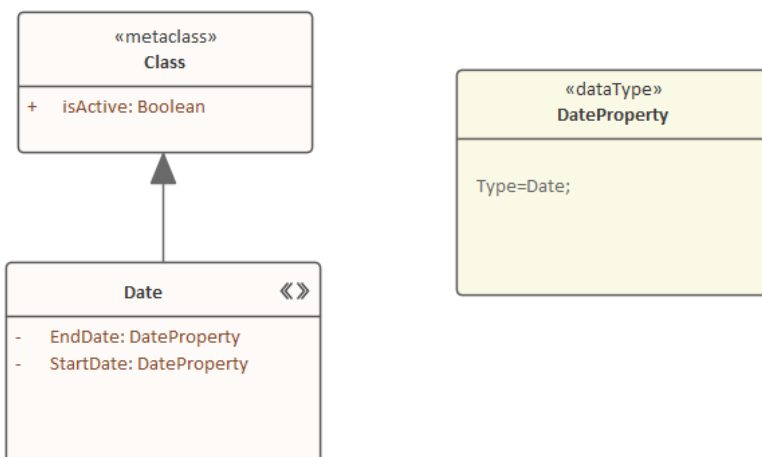 «metaclass»
Class
+ isActive: Boolean
«dataType»
DateProperty
Type=Date;
Date «»
- EndDate: DateProperty
- StartDate: DateProperty